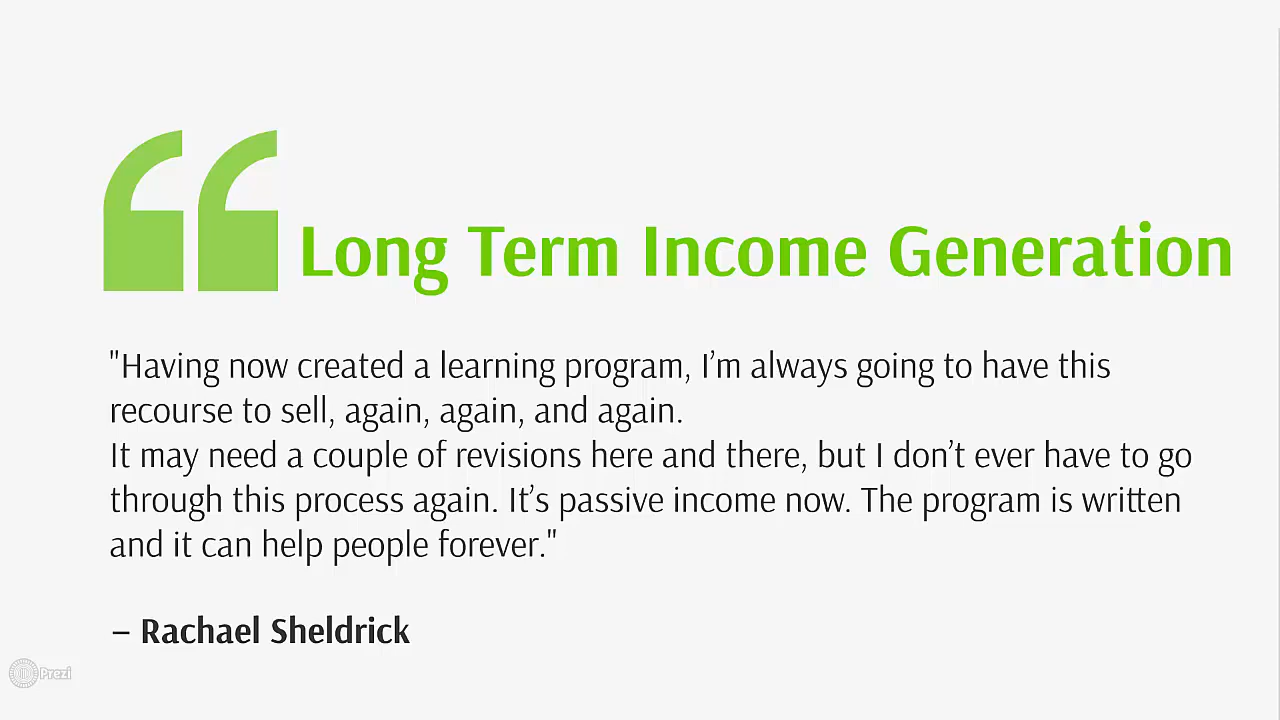 Long Term Income Generation
"Having now created a learning program, I’m always going to have this
recourse to sell, again, again, and again.
It may need a couple of revisions here and there, but I don’t ever have to go
through this process again. It’s passive income now. The program is written
and it can help people forever."
– Rachael Sheldrick
Prezi